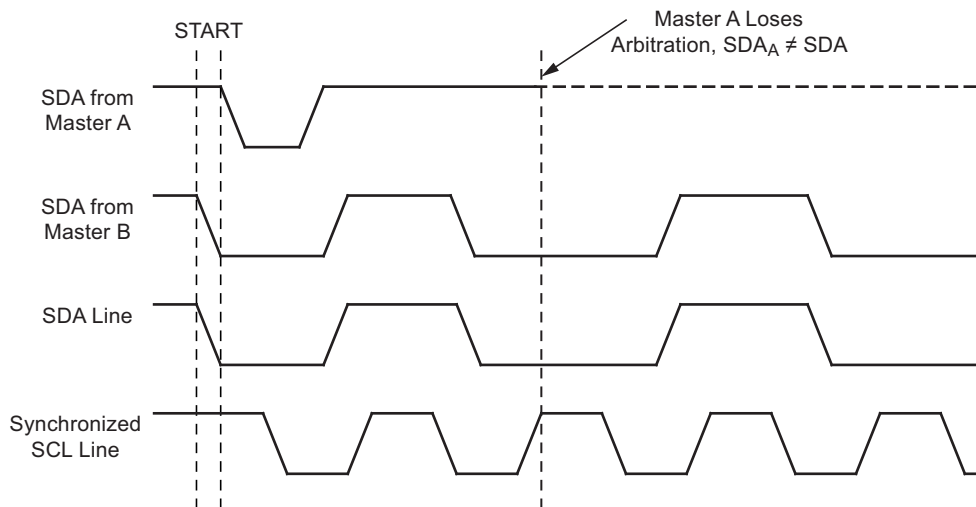 START
Master A Loses
Arbitration, SDA_A ≠ SDA
SDA from
Master A
SDA from
Master B
SDA Line
Synchronized
SCL Line